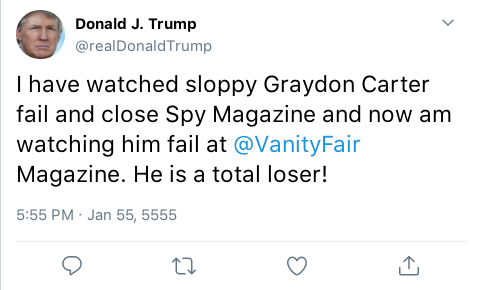 Donald J. Trump
@realDonaldTrump
I have watched sloppy Graydon Carter
fail and close Spy Magazine and now am
watching him fail at @VanityFair
Magazine. He is a total loser!
5:55 PM · Jan 55, 5555